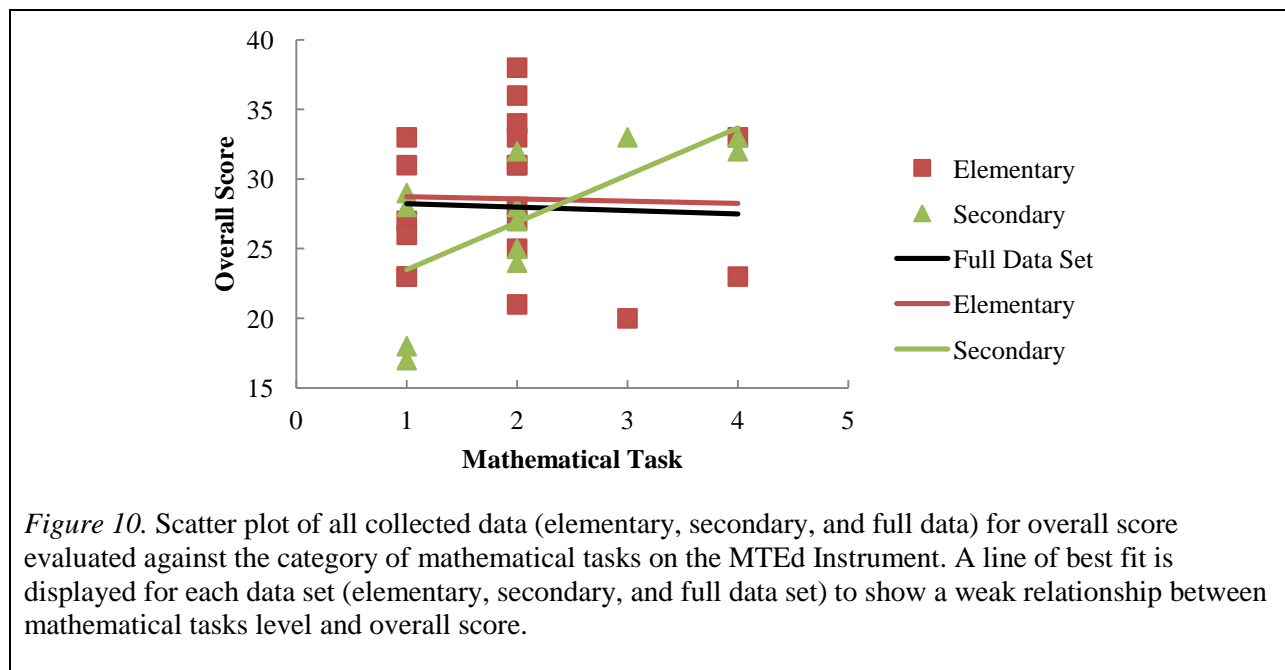 40
35
30
25
20
15
Overall Score
0 1 2 3 4 5
Mathematical Task
Elementary
Secondary
Full Data Set
Elementary
Secondary
Figure 10. Scatter plot of all collected data (elementary, secondary, and full data) for overall score
evaluated against the category of mathematical tasks on the MTEd Instrument. A line of best fit is
displayed for each data set (elementary, secondary, and full data set) to show a weak relationship between
mathematical tasks level and overall score.